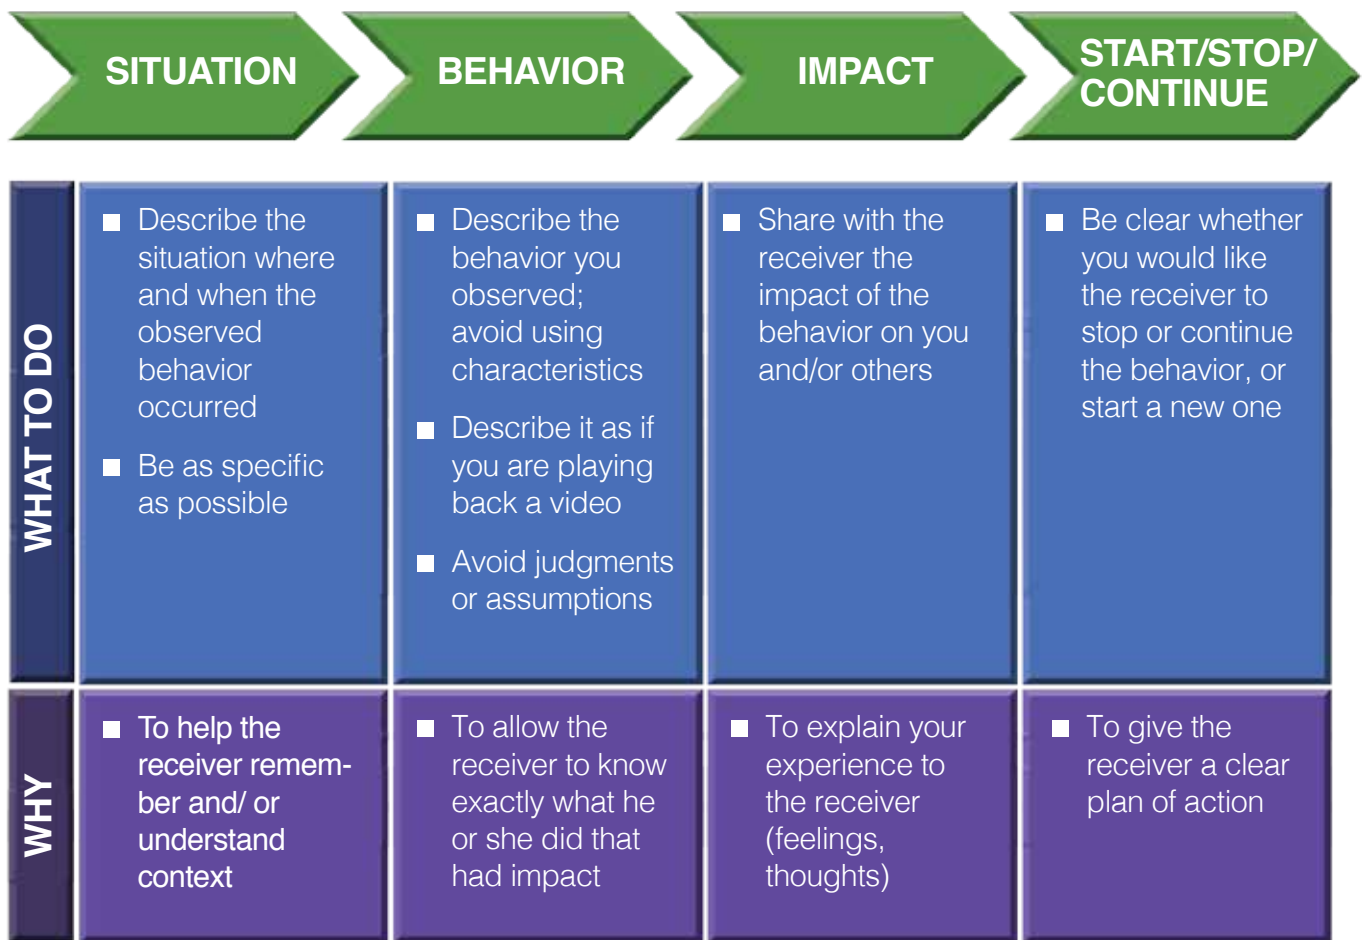 SITUATION
BEHAVIOR
IMPACT
START/STOP/
CONTINUE
WHAT TO DO
Describe the
situation where
and when the
observed
behavior
occurred
Be as specific
as possible
Describe the
behavior you
observed;
avoid using
characteristics
Describe it as if
you are playing
back a video
Avoid judgments
or assumptions
Share with the
receiver the
impact of the
behavior on you
and/or others
Be clear whether
you would like
the receiver to
stop or continue
the behavior, or
start a new one
WHY
To help the
receiver remem-
ber and/ or
understand
context
To allow the
receiver to know
exactly what he
or she did that
had impact
To explain your
experience to
the receiver
(feelings,
thoughts)
To give the
receiver a clear
plan of action